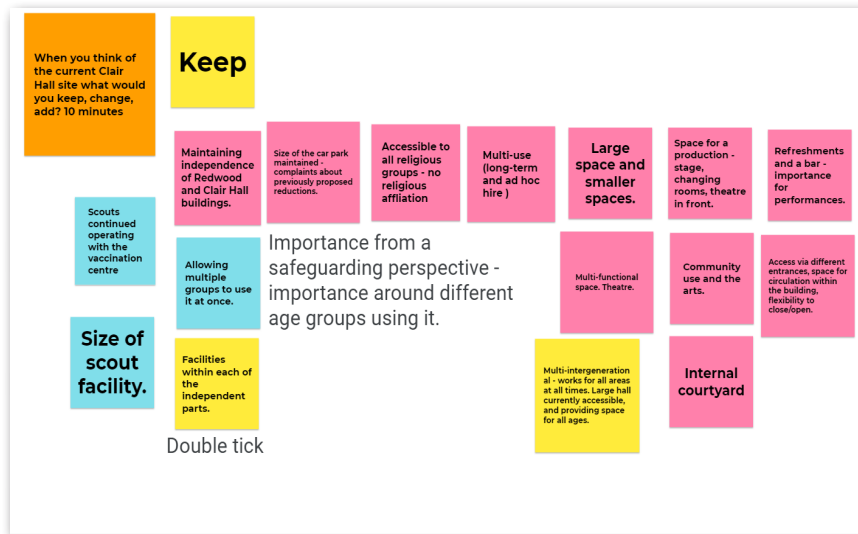 When you think of
the current Clair
Hall site what would
you keep, change,
add? 10 minutes
Keep
Maintaining
independence
of Redwood
and Clair Hall
buildings.
Size of the car park
maintained -
complaints about
previously proposed
reductions.
Accessible to
all religious
groups - no
religious
affliation
Multi-use
(long-term
and ad hoc
hire )
Large
space and
smaller
spaces.
Space for a
production -
stage,
changing
rooms, theatre
in front.
Refreshments
and a bar -
importance
for
performances.
Scouts
continued
operating
with the
vaccination
centre
Allowing
multiple
groups to use
it at once.
Importance from a
safeguarding perspective -
importance around different
age groups using it.
Multi-functional
space. Theatre.
Community
use and the
arts.
Access via different
entrances, space for
circulation within
the building,
flexibility to
close/open.
Size of
scout
facility.
Facilities
within each of
the
independent
parts.
Double tick
Multi-intergeneration
al - works for all areas
at all times. Large hall
currently accessible,
and providing space
for all ages.
Internal
courtyard